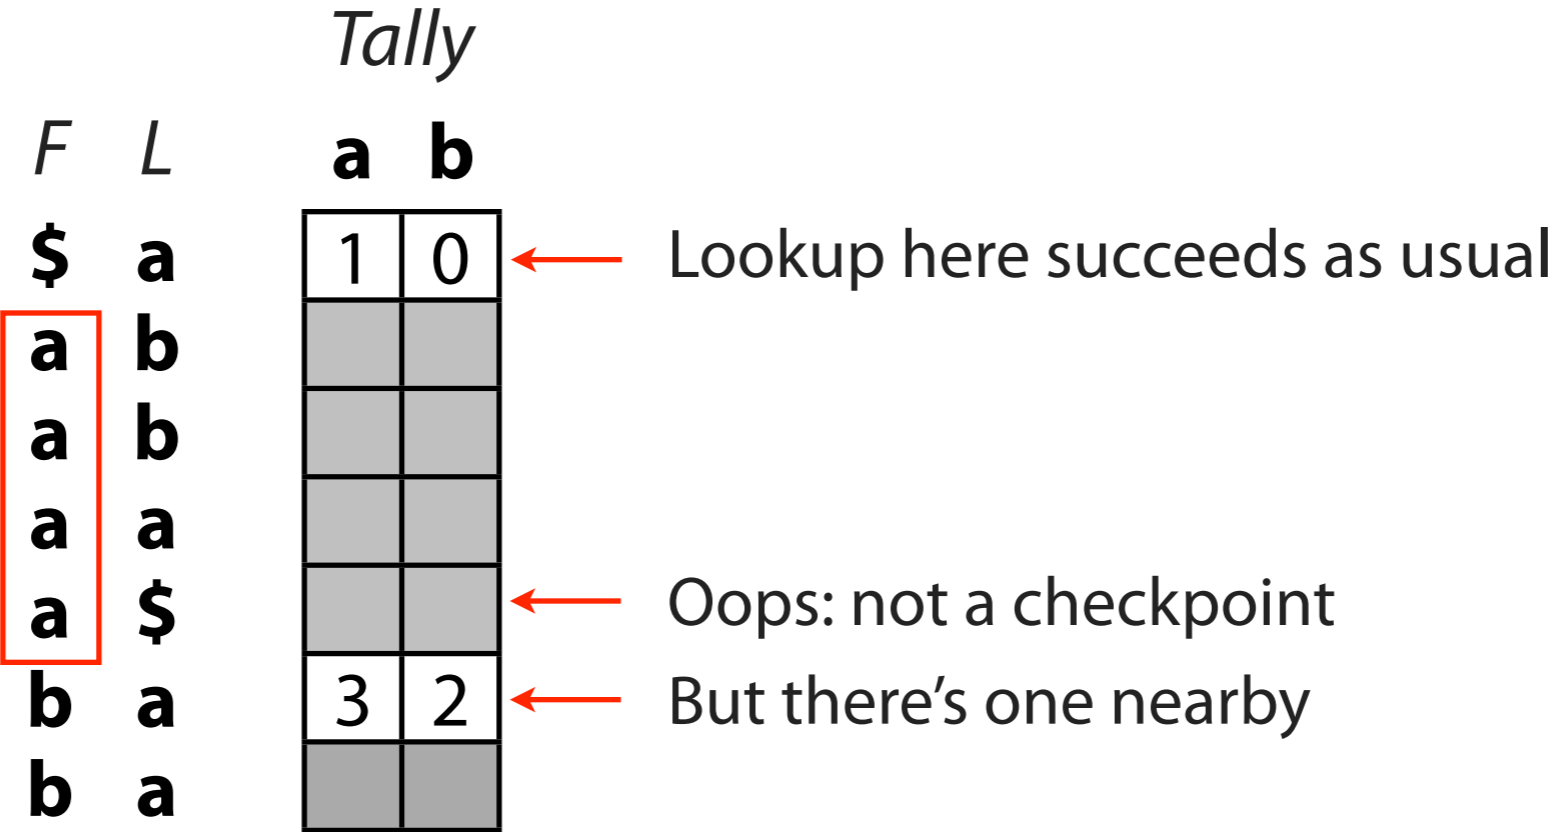 Tally
F L a b
$ a 1 0 Lookup here succeeds as usual
a b
a b
a a
a $ Oops: not a checkpoint
b a 3 2 But there’s one nearby
b a